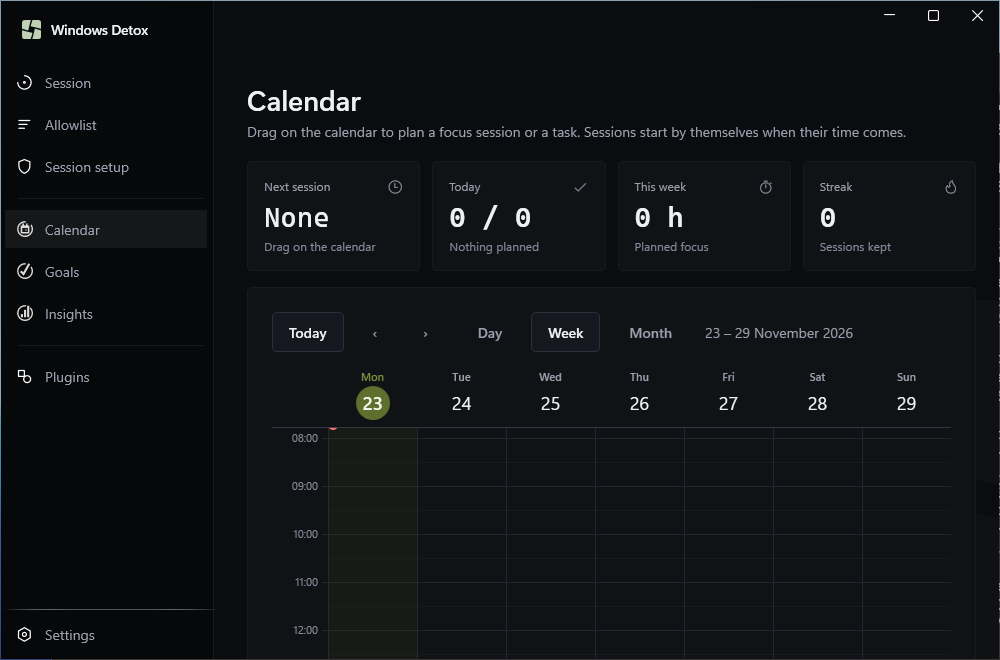 Windows Detox
Session
Allowlist
Session setup
Calendar
Goals
Insights
Plugins
Settings
Calendar
Drag on the calendar to plan a focus session or a task. Sessions start by themselves when their time comes.
Next session
None
Drag on the calendar
Today
0 / 0
Nothing planned
This week
0 h
Planned focus
Streak
0
Sessions kept
Today ‹ › Day Week Month 23 – 29 November 2026
Mon Tue Wed Thu Fri Sat Sun
23 24 25 26 27 28 29
08:00
09:00
10:00
11:00
12:00